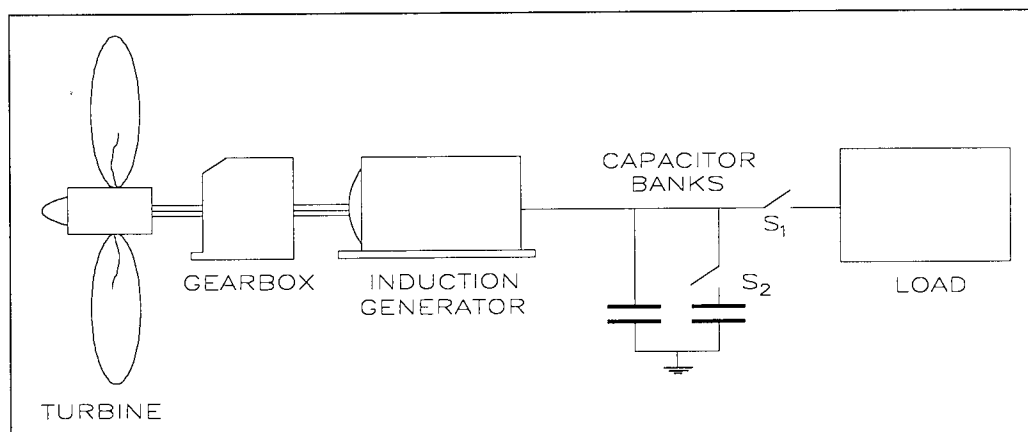 CAPACITOR
BANKS
S1
S2
GEARBOX
INDUCTION
GENERATOR
LOAD
TURBINE